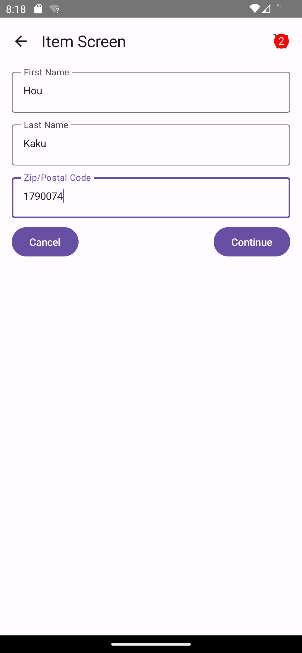 8:18
Item Screen
2
First Name
Hou
Last Name
Kaku
Zip/Postal Code
1790074
Cancel
Continue